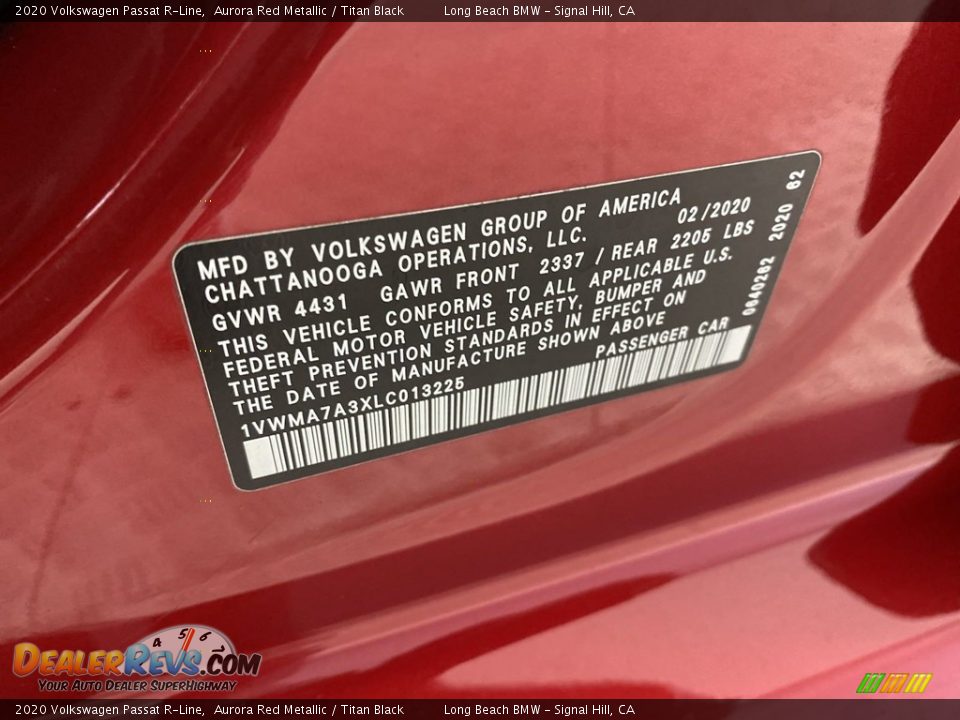 2020 Volkswagen Passat R-Line, Aurora Red Metallic / Titan Black Long Beach BMW - Signal Hill, CA
MFD BY VOLKSWAGEN GROUP OF AMERICA
CHATTANOOGA OPERATIONS, LLC. 02/2020
GVWR 4431 GAWR FRONT 2337 / REAR 2205 LBS
THIS VEHICLE CONFORMS TO ALL APPLICABLE U.S.
FEDERAL MOTOR VEHICLE SAFETY, BUMPER AND
THEFT PREVENTION STANDARDS IN EFFECT ON
THE DATE OF MANUFACTURE SHOWN ABOVE
1VWMA7A3XLC013225 PASSENGER CAR
0640262 2020 62
4 5 6
DEALERREVS.COM
YOUR AUTO DEALER SUPERHIGHWAY
2020 Volkswagen Passat R-Line, Aurora Red Metallic / Titan Black Long Beach BMW - Signal Hill, CA